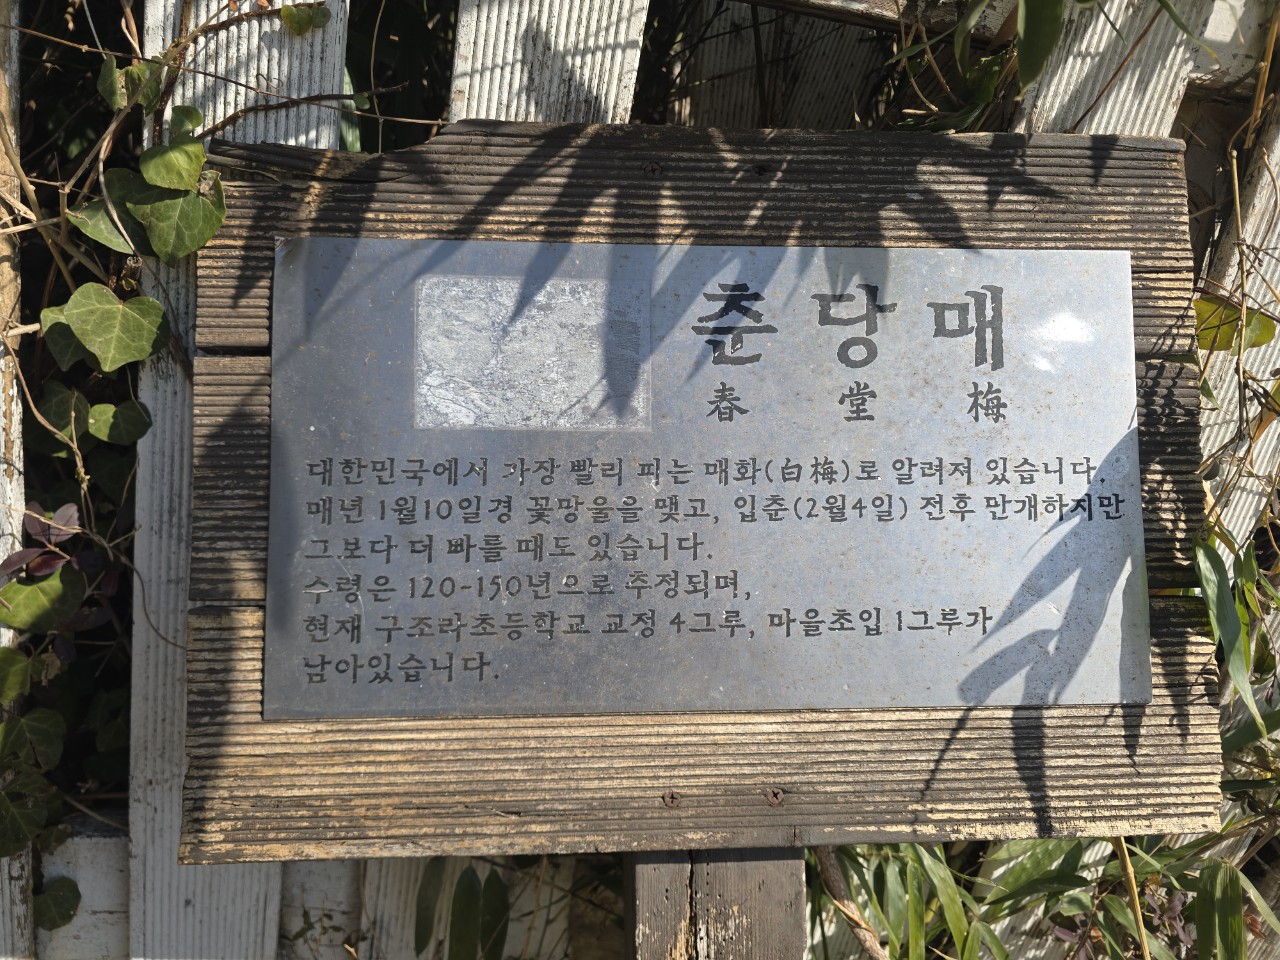 춘당매
春堂梅
대한민국에서 가장 빨리 피는 매화(白梅)로 알려져 있습니다.
매년 1월10일경 꽃망울을 맺고, 입춘(2월4일) 전후 만개하지만
그보다 더 빠를 때도 있습니다.
수령은 120-150년으로 추정되며,
현재 구조라초등학교 교정 4그루, 마을초입 1그루가
남아있습니다.